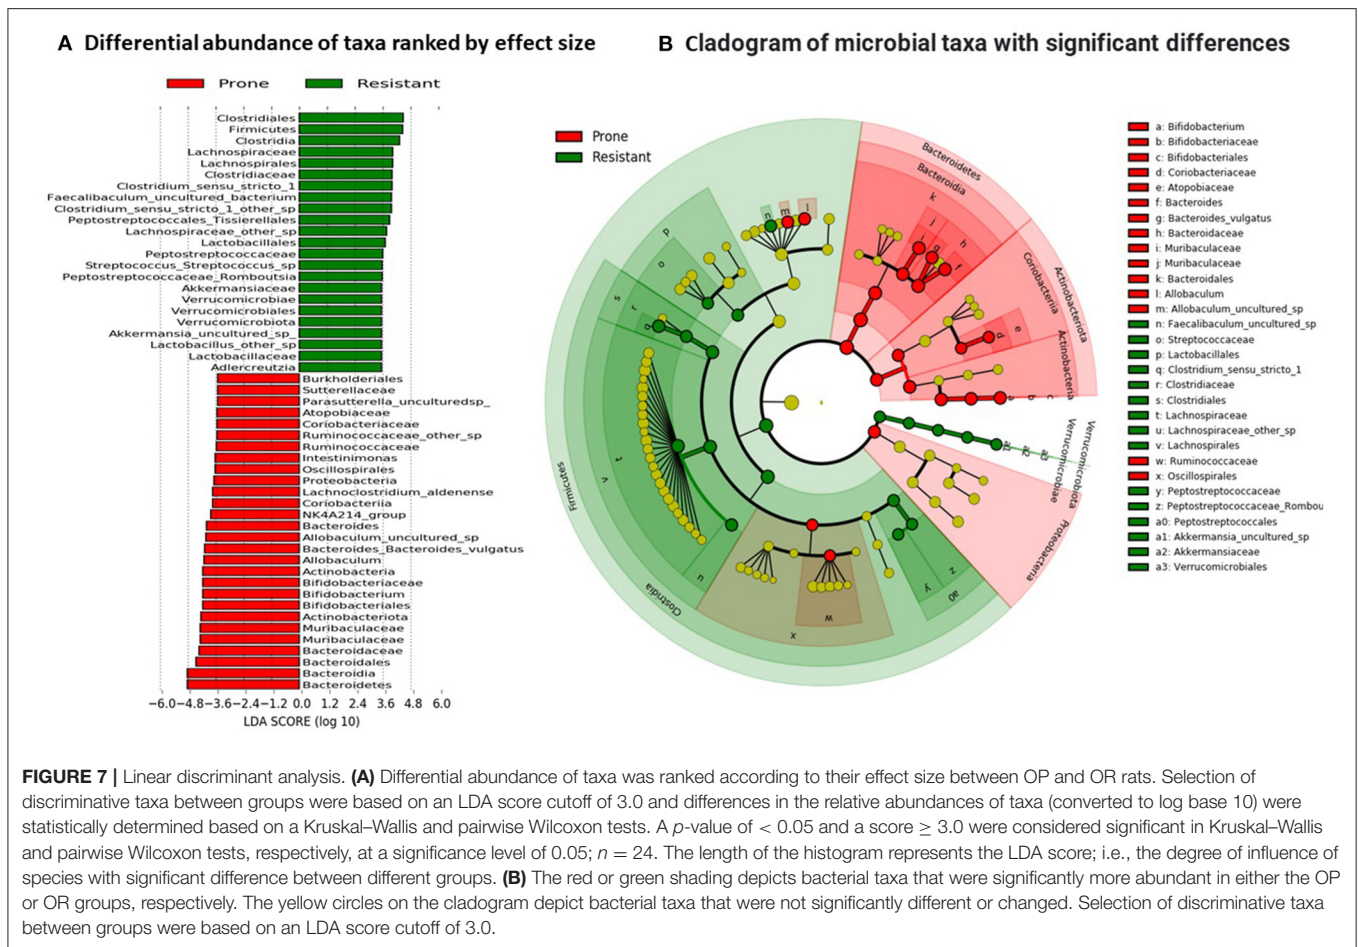 A Differential abundance of taxa ranked by effect size
Prone
Resistant
Clostridiales
Firmicutes
Clostridia
Lachnospiraceae
Lachnospirales
Clostridiaceae
Clostridium_sensu_stricto_1
Faecalibaculum_uncultured_bacterium
Clostridium_sensu_stricto_1_other_sp
Peptostreptococcales_Tissierellales
Lachnospiraceae_other_sp
Lactobacillales
Peptostreptococcaceae
Streptococcus_Streptococcus_sp
Peptostreptococcaceae_Romboutsia
Akkermansiaceae
Verrucomicrobiae
Verrucomicrobiales
Verrucomicrobiota
Akkermansia_uncultured_sp_
Lactobacillus_other_sp
Lactobacillaceae
Adlercreutzia
Burkholderiales
Sutterellaceae
Parasutterella_unculturedsp_
Atopobiaceae
Coriobacteriaceae
Ruminococcaceae_other_sp
Ruminococcaceae
Intestinimonas
Oscillospirales
Proteobacteria
Lachnoclostridium_aldenense
Coriobacteriia
NK4A214_group
Bacteroides
Allobaculum_uncultured_sp
Bacteroides_Bacteroides_vulgatus
Allobaculum
Actinobacteria
Bifidobacteriaceae
Bifidobacterium
Bifidobacteriales
Actinobacteriota
Muribaculaceae
Muribaculaceae
Bacteroidaceae
Bacteroidales
Bacteroidia
Bacteroidetes
−6.0 −4.8 −3.6 −2.4 −1.2 0.0 1.2 2.4 3.6 4.8 6.0
LDA SCORE (log 10)
B Cladogram of microbial taxa with significant differences
Prone
Resistant
Bacteroidetes
Bacteroidia
k
j
i
h
g
f
Actinobacteriota
Coriobacteriia
e
d
Actinobacteria
a
b
c
Verrucomicrobiota
Verrucomicrobiae
a1
a2
a3
Proteobacteria
z
y
a0
w
x
Clostridia
u
v
t
Firmicutes
s
r
q
p
o
n
m
l
a: Bifidobacterium
b: Bifidobacteriaceae
c: Bifidobacteriales
d: Coriobacteriaceae
e: Atopobiaceae
f: Bacteroides
g: Bacteroides_vulgatus
h: Bacteroidaceae
i: Muribaculaceae
j: Muribaculaceae
k: Bacteroidales
l: Allobaculum
m: Allobaculum_uncultured_sp
n: Faecalibaculum_uncultured_sp
o: Streptococcaceae
p: Lactobacillales
q: Clostridium_sensu_stricto_1
r: Clostridiaceae
s: Clostridiales
t: Lachnospiraceae
u: Lachnospiraceae_other_sp
v: Lachnospirales
w: Ruminococcaceae
x: Oscillospirales
y: Peptostreptococcaceae
z: Peptostreptococcaceae_Rombou
a0: Peptostreptococcales
a1: Akkermansia_uncultured_sp
a2: Akkermansiaceae
a3: Verrucomicrobiales
FIGURE 7 | Linear discriminant analysis. (A) Differential abundance of taxa was ranked according to their effect size between OP and OR rats. Selection of
discriminative taxa between groups were based on an LDA score cutoff of 3.0 and differences in the relative abundances of taxa (converted to log base 10) were
statistically determined based on a Kruskal–Wallis and pairwise Wilcoxon tests. A p-value of < 0.05 and a score ≥ 3.0 were considered significant in Kruskal–Wallis
and pairwise Wilcoxon tests, respectively, at a significance level of 0.05; n = 24. The length of the histogram represents the LDA score; i.e., the degree of influence of
species with significant difference between different groups. (B) The red or green shading depicts bacterial taxa that were significantly more abundant in either the OP
or OR groups, respectively. The yellow circles on the cladogram depict bacterial taxa that were not significantly different or changed. Selection of discriminative taxa
between groups were based on an LDA score cutoff of 3.0.